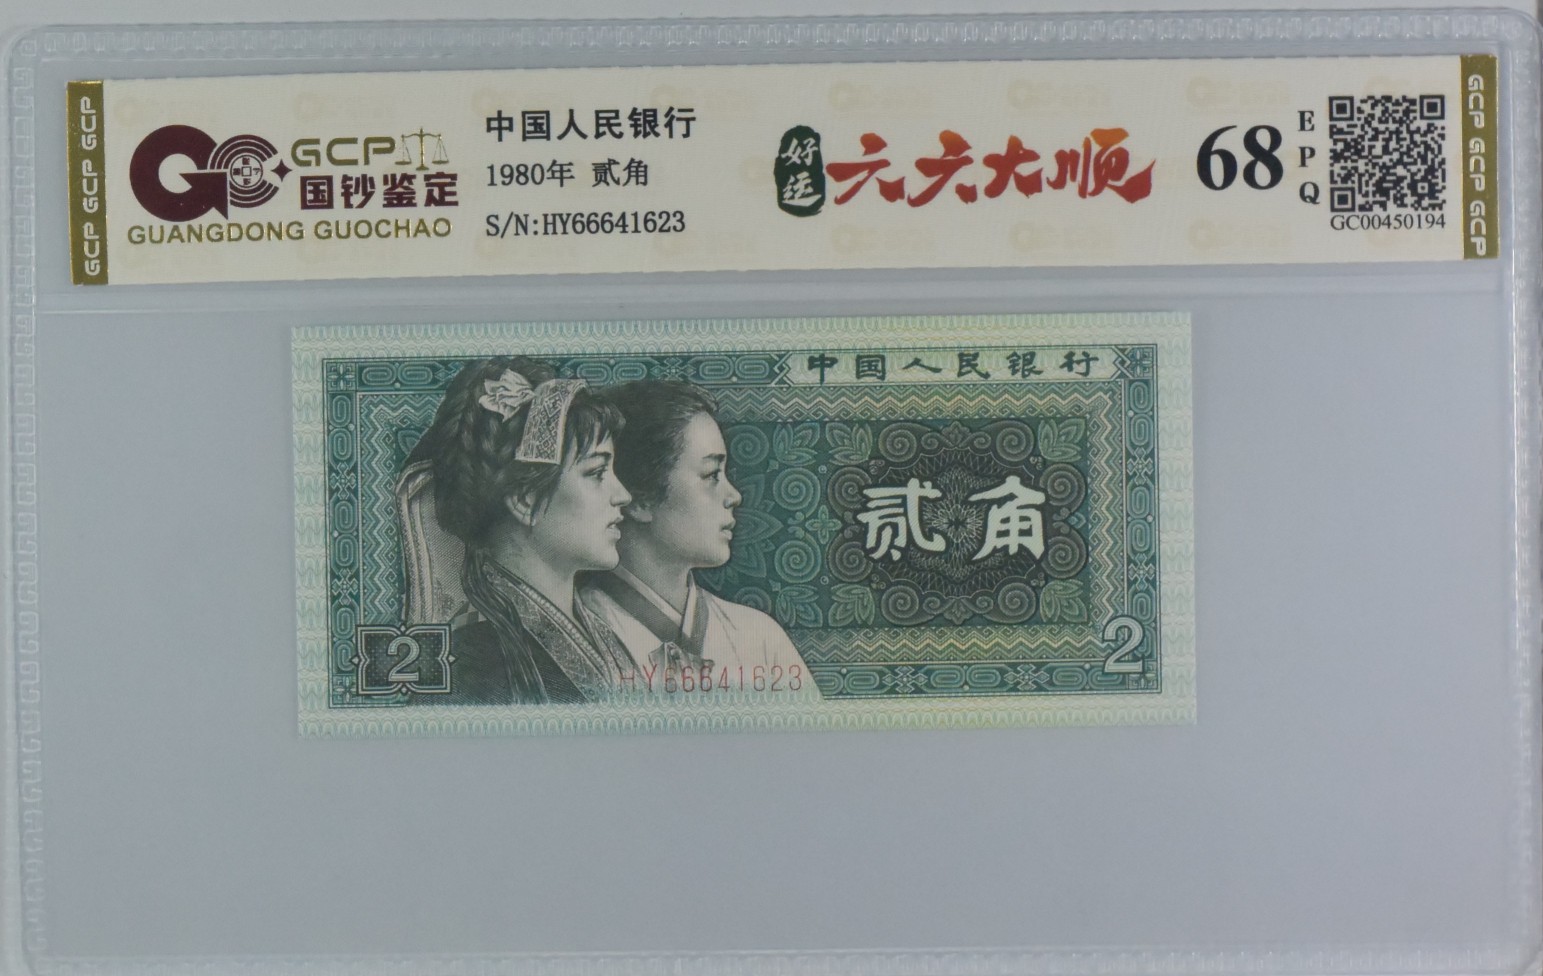 GCP GCP GCP
GCP
国钞鉴定
GUANGDONG GUOCHAO
中国人民银行
1980年 贰角
S/N:HY66641623
好运
六六大顺
68
EPQ
GC00450194
GCP GCP GCP
中国人民银行
贰角
2
2
HY66641623